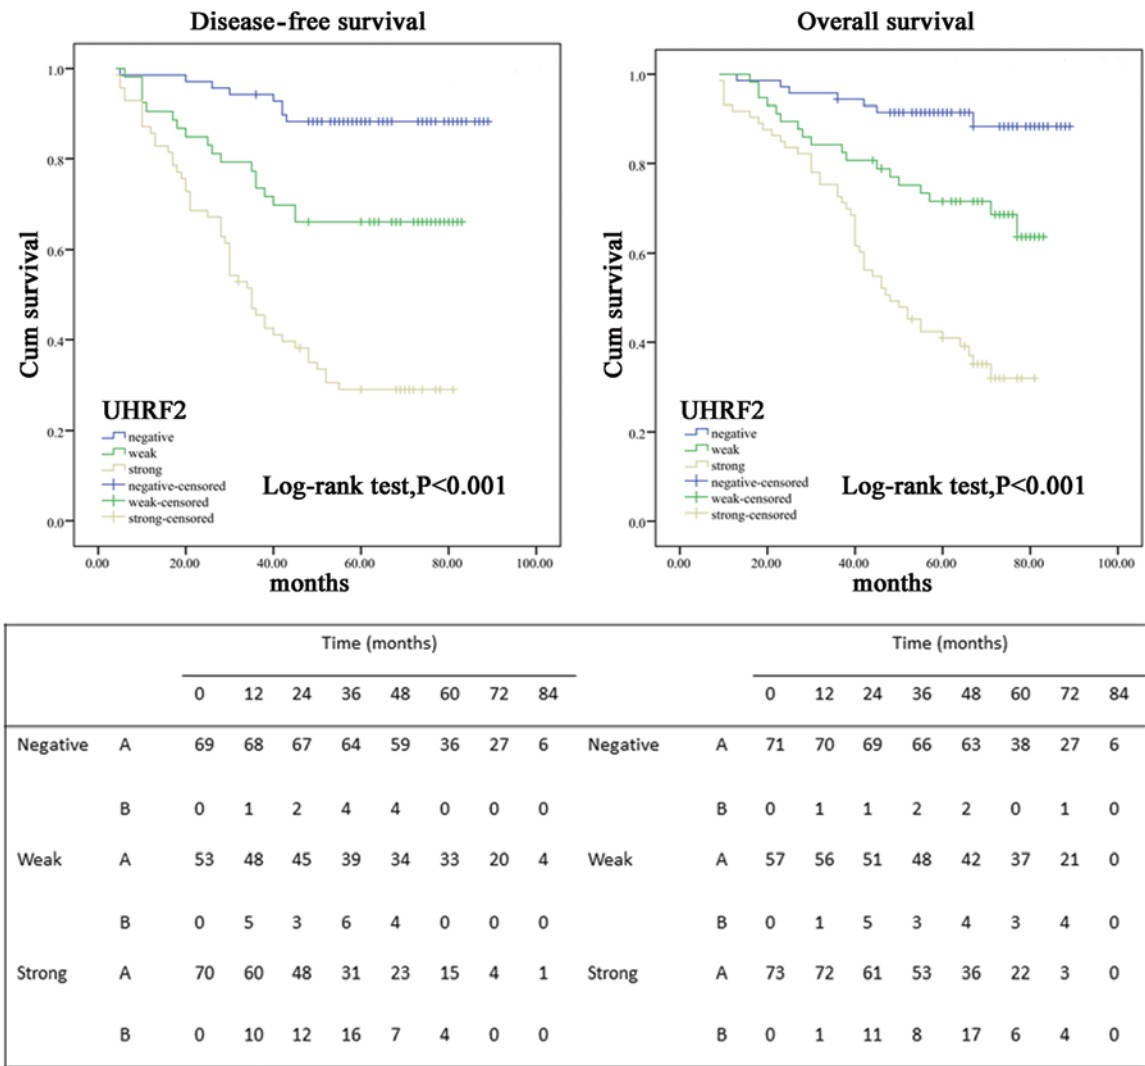 Disease-free survival
Cum survival
1.0
0.8
0.6
0.4
0.2
0.0
UHRF2
negative
weak
strong
negative-censored
weak-censored
strong-censored
Log-rank test,P<0.001
0.00 20.00 40.00 60.00 80.00 100.00
months
Overall survival
Cum survival
1.0
0.8
0.6
0.4
0.2
0.0
UHRF2
negative
weak
strong
negative-censored
weak-censored
strong-censored
Log-rank test,P<0.001
0.00 20.00 40.00 60.00 80.00 100.00
months
Time (months) Time (months)
0 12 24 36 48 60 72 84 0 12 24 36 48 60 72 84
Negative A 69 68 67 64 59 36 27 6 Negative A 71 70 69 66 63 38 27 6
B 0 1 2 4 4 0 0 0 B 0 1 1 2 2 0 1 0
Weak A 53 48 45 39 34 33 20 4 Weak A 57 56 51 48 42 37 21 0
B 0 5 3 6 4 0 0 0 B 0 1 5 3 4 3 4 0
Strong A 70 60 48 31 23 15 4 1 Strong A 73 72 61 53 36 22 3 0
B 0 10 12 16 7 4 0 0 B 0 1 11 8 17 6 4 0